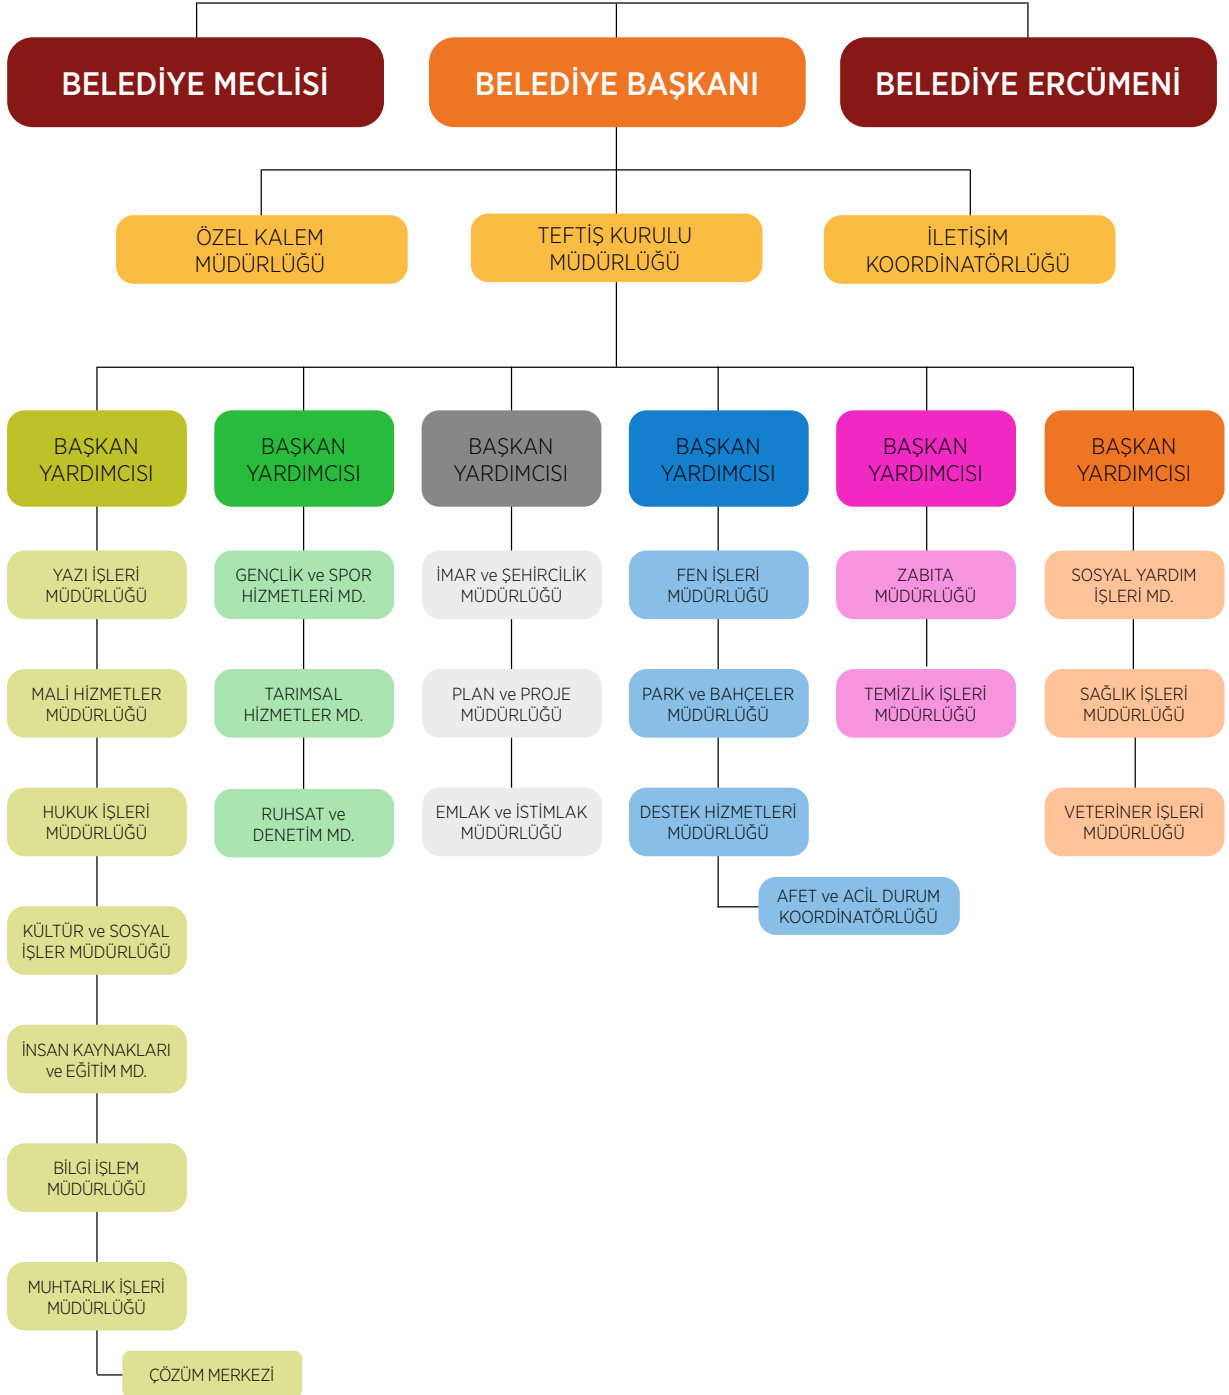 BELEDİYE MECLİSİ
BELEDİYE BAŞKANI
BELEDİYE ERCÜMENİ
ÖZEL KALEM
MÜDÜRLÜĞÜ
TEFTİŞ KURULU
MÜDÜRLÜĞÜ
İLETİŞİM
KOORDİNATÖRLÜĞÜ
BAŞKAN
YARDIMCISI
BAŞKAN
YARDIMCISI
BAŞKAN
YARDIMCISI
BAŞKAN
YARDIMCISI
BAŞKAN
YARDIMCISI
BAŞKAN
YARDIMCISI
YAZI İŞLERİ
MÜDÜRLÜĞÜ
GENÇLİK ve SPOR
HİZMETLERİ MD.
İMAR ve ŞEHİRCİLİK
MÜDÜRLÜĞÜ
FEN İŞLERİ
MÜDÜRLÜĞÜ
ZABITA
MÜDÜRLÜĞÜ
SOSYAL YARDIM
İŞLERİ MD.
MALİ HİZMETLER
MÜDÜRLÜĞÜ
TARIMSAL
HİZMETLER MD.
PLAN ve PROJE
MÜDÜRLÜĞÜ
PARK ve BAHÇELER
MÜDÜRLÜĞÜ
TEMİZLİK İŞLERİ
MÜDÜRLÜĞÜ
SAĞLIK İŞLERİ
MÜDÜRLÜĞÜ
HUKUK İŞLERİ
MÜDÜRLÜĞÜ
RUHSAT ve
DENETİM MD.
EMLAK ve İSTİMLAK
MÜDÜRLÜĞÜ
DESTEK HİZMETLERİ
MÜDÜRLÜĞÜ
VETERİNER İŞLERİ
MÜDÜRLÜĞÜ
AFET ve ACİL DURUM
KOORDİNATÖRLÜĞÜ
KÜLTÜR ve SOSYAL
İŞLER MÜDÜRLÜĞÜ
İNSAN KAYNAKLARI
ve EĞİTİM MD.
BİLGİ İŞLEM
MÜDÜRLÜĞÜ
MUHTARLIK İŞLERİ
MÜDÜRLÜĞÜ
ÇÖZÜM MERKEZİ